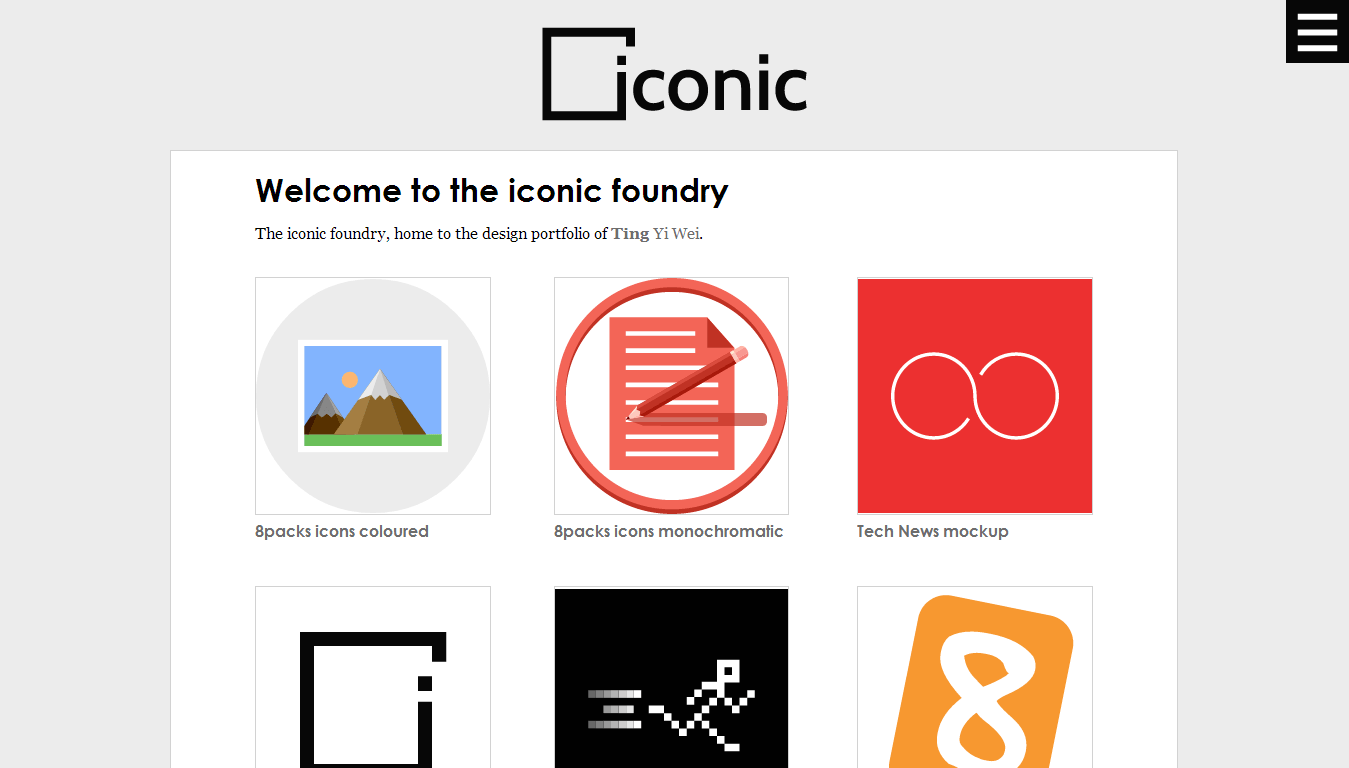 iconic
Welcome to the iconic foundry
The iconic foundry, home to the design portfolio of Ting Yi Wei.
8packs icons coloured
8packs icons monochromatic
Tech News mockup
i
8